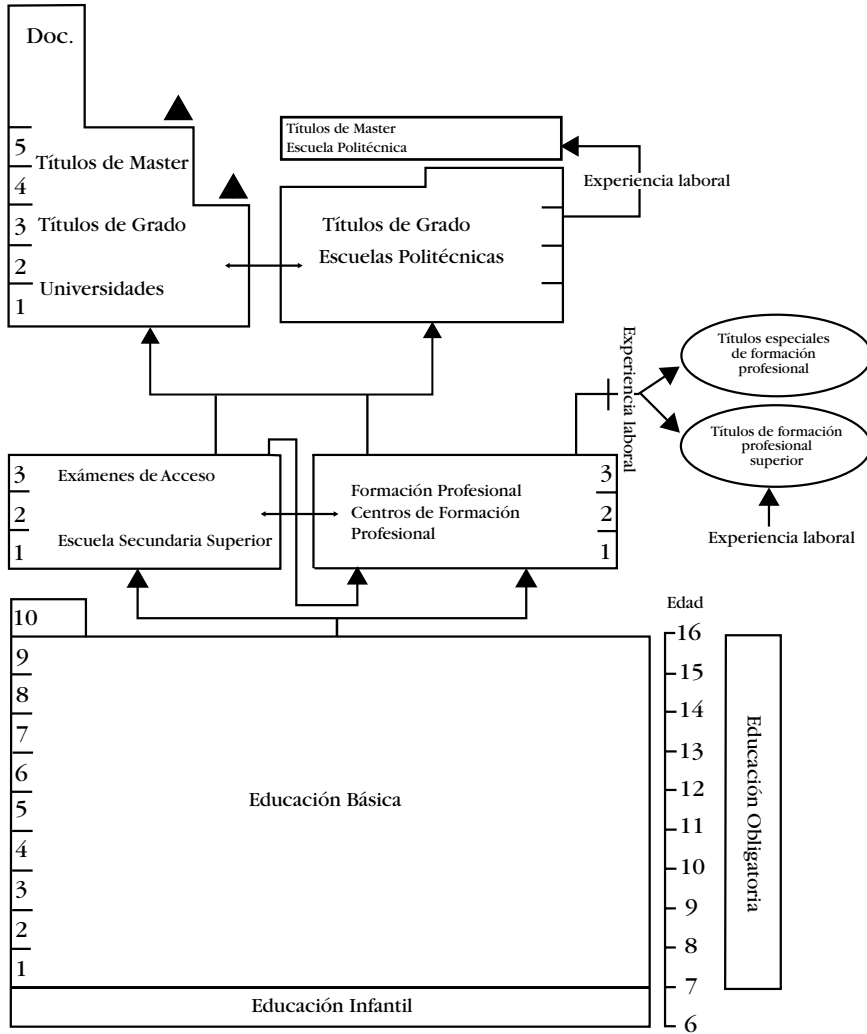 Doc.
5
4
3
2
1
Títulos de Master
Títulos de Grado
Universidades
Títulos de Master
Escuela Politécnica
Experiencia laboral
Títulos de Grado
Escuelas Politécnicas
Experiencia laboral
Títulos especiales
de formación
profesional
Títulos de formación
profesional
superior
Experiencia laboral
3
2
1
Exámenes de Acceso
Escuela Secundaria Superior
Formación Profesional
Centros de Formación
Profesional
3
2
1
10
9
8
7
6
5
4
3
2
1
Educación Básica
Educación Infantil
Edad
16
15
14
13
12
11
10
9
8
7
6
Educación Obligatoria